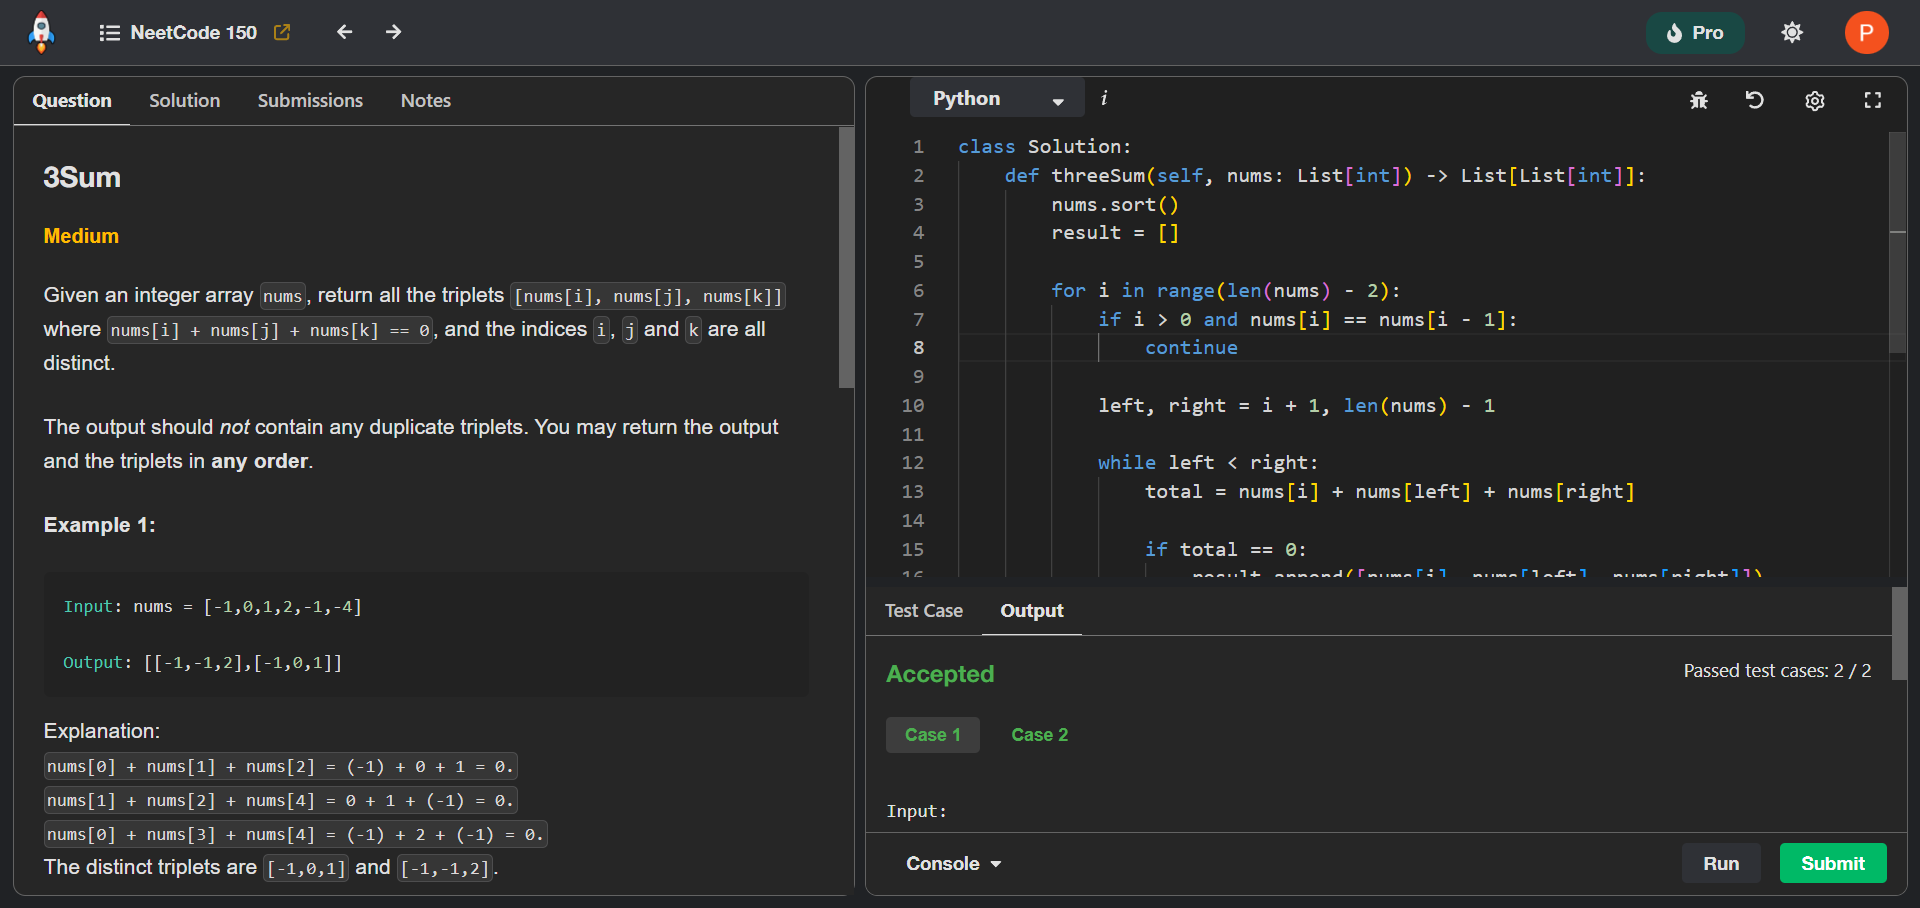 NeetCode 150
Pro
P
Question Solution Submissions Notes
3Sum
Medium
Given an integer array nums, return all the triplets [nums[i], nums[j], nums[k]]
where nums[i] + nums[j] + nums[k] == 0, and the indices i, j and k are all
distinct.
The output should not contain any duplicate triplets. You may return the output
and the triplets in any order.
Example 1:
Input: nums = [-1,0,1,2,-1,-4]
Output: [[-1,-1,2],[-1,0,1]]
Explanation:
nums[0] + nums[1] + nums[2] = (-1) + 0 + 1 = 0.
nums[1] + nums[2] + nums[4] = 0 + 1 + (-1) = 0.
nums[0] + nums[3] + nums[4] = (-1) + 2 + (-1) = 0.
The distinct triplets are [-1,0,1] and [-1,-1,2].
Python i
1 class Solution:
2 def threeSum(self, nums: List[int]) -> List[List[int]]:
3 nums.sort()
4 result = []
5
6 for i in range(len(nums) - 2):
7 if i > 0 and nums[i] == nums[i - 1]:
8 continue
9
10 left, right = i + 1, len(nums) - 1
11
12 while left < right:
13 total = nums[i] + nums[left] + nums[right]
14
15 if total == 0:
16 result.append([nums[i], nums[left], nums[right]])
Test Case Output
Accepted
Passed test cases: 2 / 2
Case 1 Case 2
Input:
Console
Run
Submit